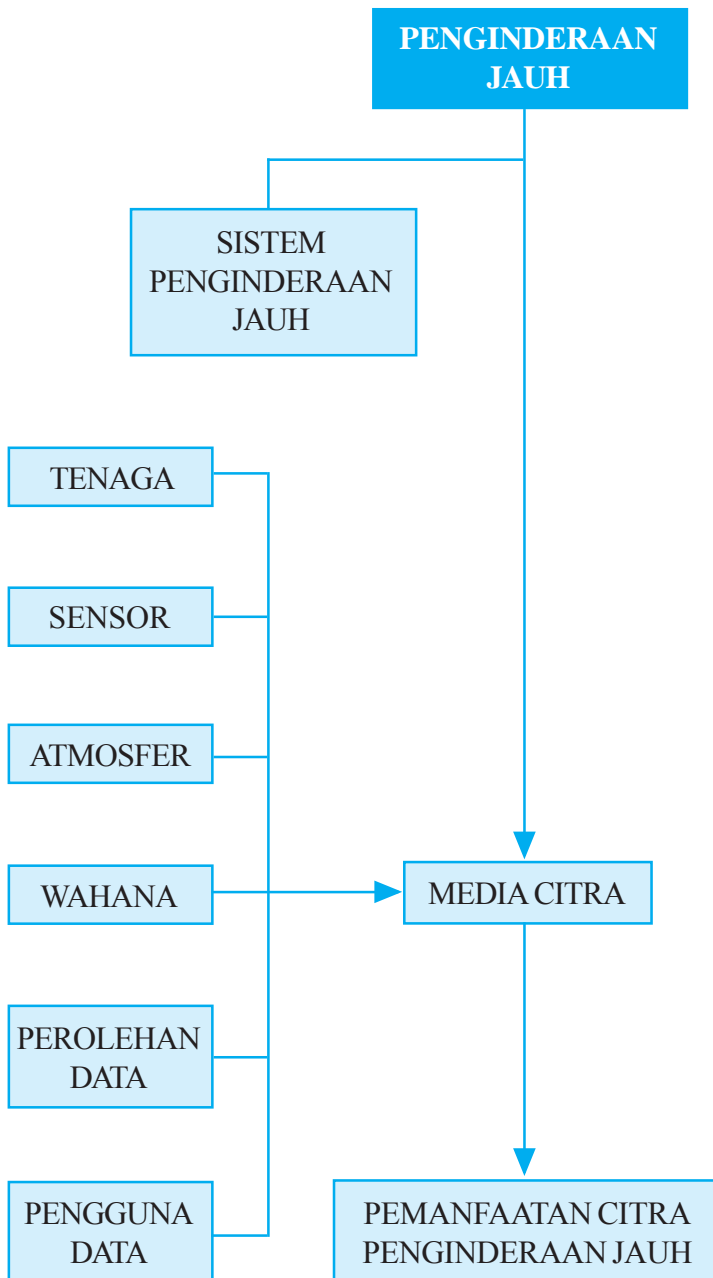 PENGINDERAAN
JAUH
SISTEM
PENGINDERAAN
JAUH
TENAGA
SENSOR
ATMOSFER
WAHANA
MEDIA CITRA
PEROLEHAN
DATA
PENGGUNA
DATA
PEMANFAATAN CITRA
PENGINDERAAN JAUH